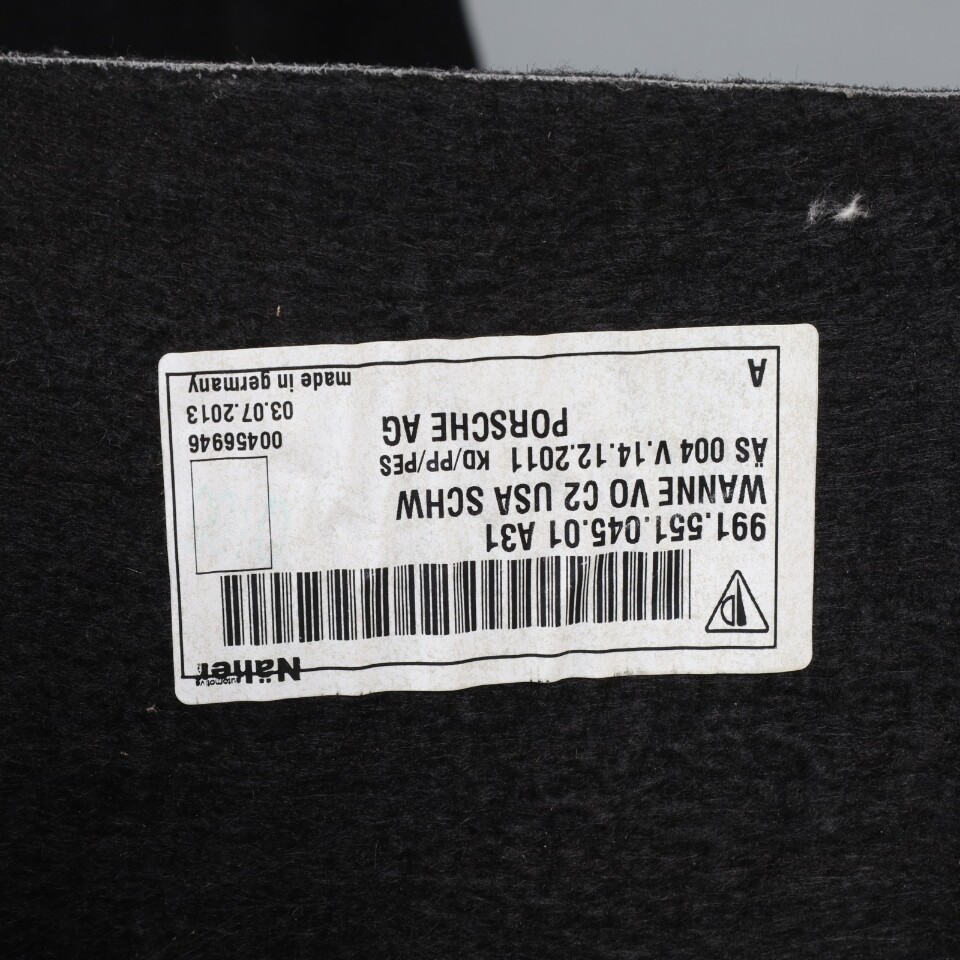 Näher
automotive
991.551.045.01 A31
WANNE VO C2 USA SCHW
ÄS 004 V.14.12.2011 KD/PP/PES
PORSCHE AG
A
00456946
03.07.2013
made in germany